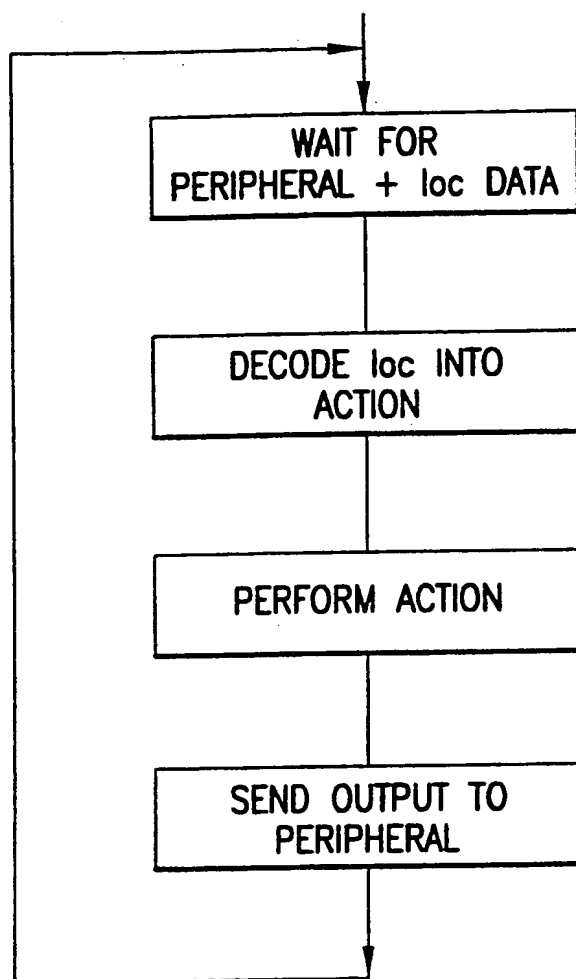 WAIT FOR
PERIPHERAL + loc DATA
DECODE loc INTO
ACTION
PERFORM ACTION
SEND OUTPUT TO
PERIPHERAL